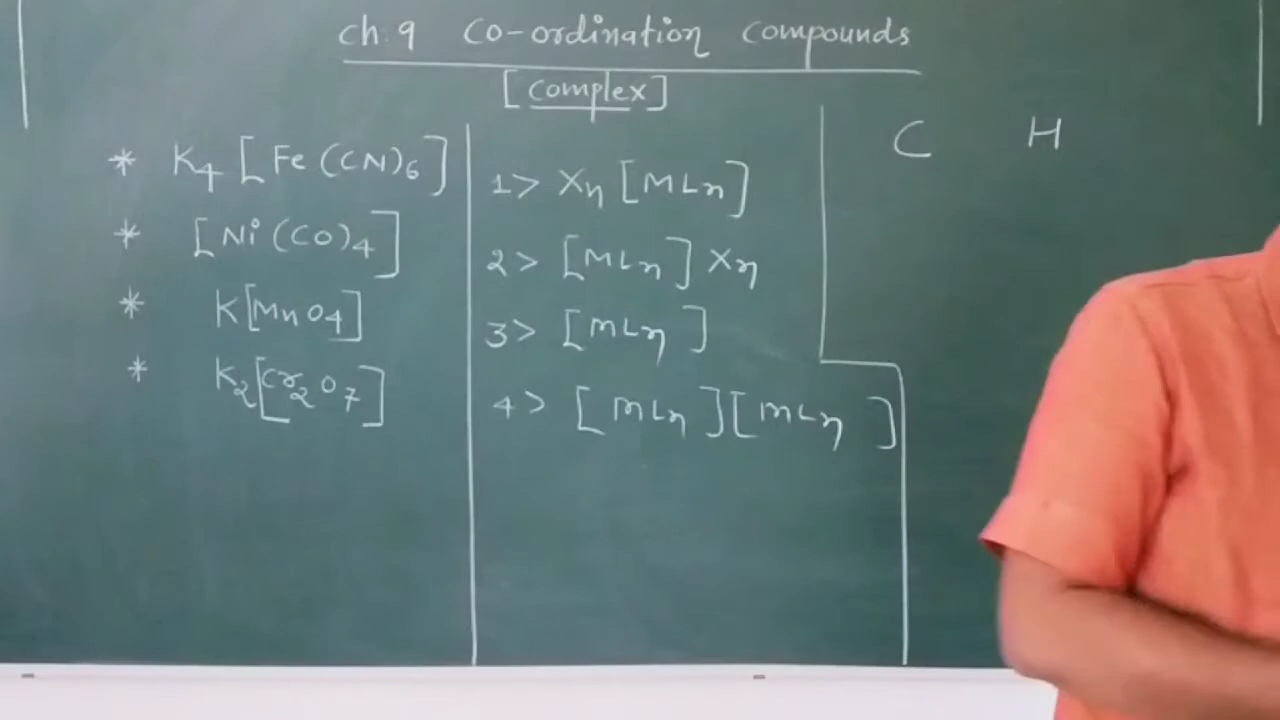 Ch. 9 Co-ordination Compounds
[Complex]
* K4 [Fe(CN)6]
* [Ni(CO)4]
* K[MnO4]
* K2[Cr2O7]
1> Xn [MLn]
2> [MLn] Xn
3> [MLn]
4> [MLn][MLn]
C H